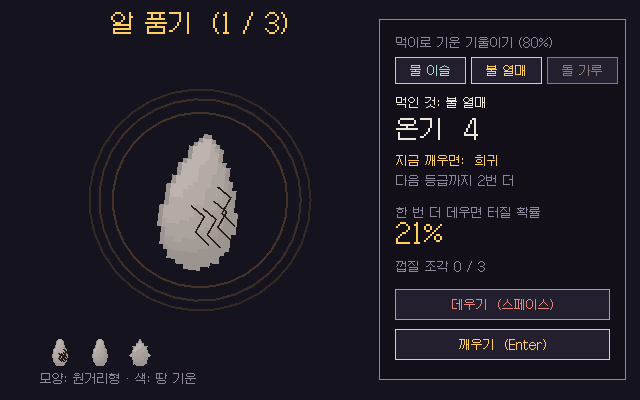 알 품기 (1 / 3)
먹이로 기운 기울이기 (80%)
물 이슬 불 열매 돌 가루
먹인 것: 불 열매
온기 4
지금 깨우면: 희귀
다음 등급까지 2번 더
한 번 더 데우면 터질 확률
21%
껍질 조각 0 / 3
데우기 (스페이스)
깨우기 (Enter)
모양: 원거리형 · 색: 땅 기운